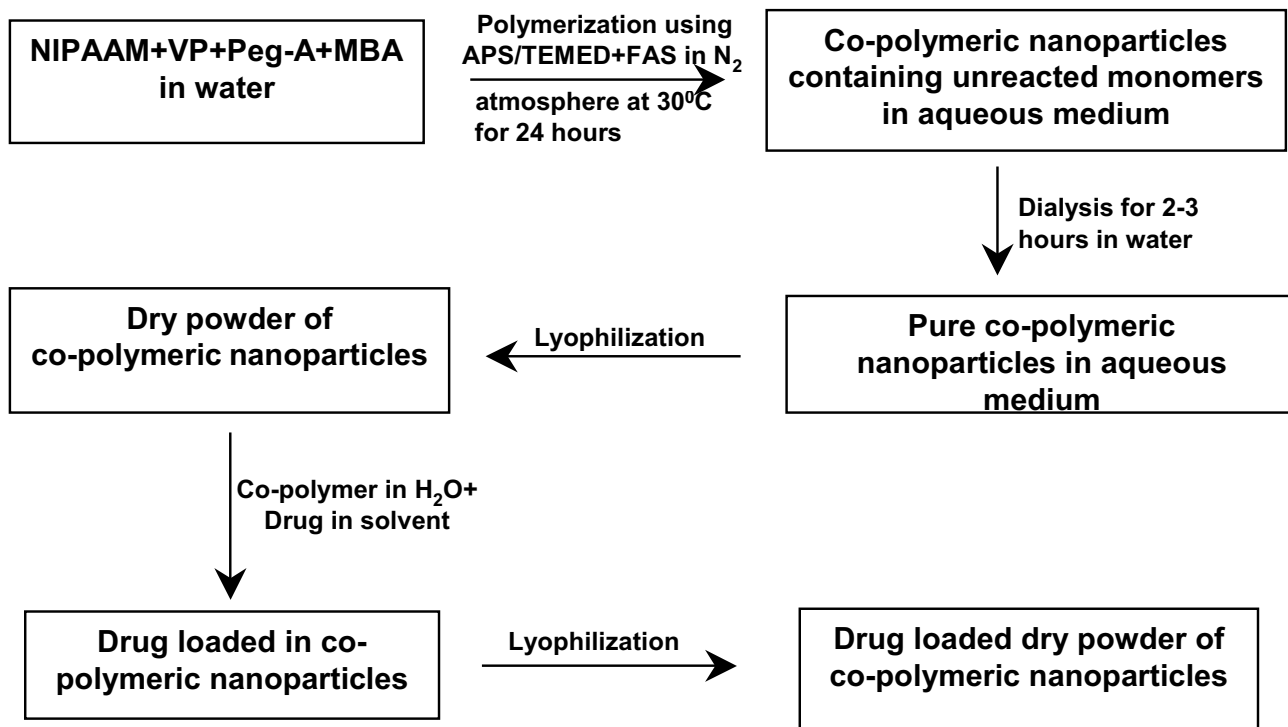 NIPAAM+VP+Peg-A+MBA
in water
Polymerization using
APS/TEMED+FAS in N₂
atmosphere at 30⁰C
for 24 hours
Co-polymeric nanoparticles
containing unreacted monomers
in aqueous medium
Dialysis for 2-3
hours in water
Pure co-polymeric
nanoparticles in aqueous
medium
Lyophilization
Dry powder of
co-polymeric nanoparticles
Co-polymer in H₂O+
Drug in solvent
Drug loaded in co-
polymeric nanoparticles
Lyophilization
Drug loaded dry powder of
co-polymeric nanoparticles